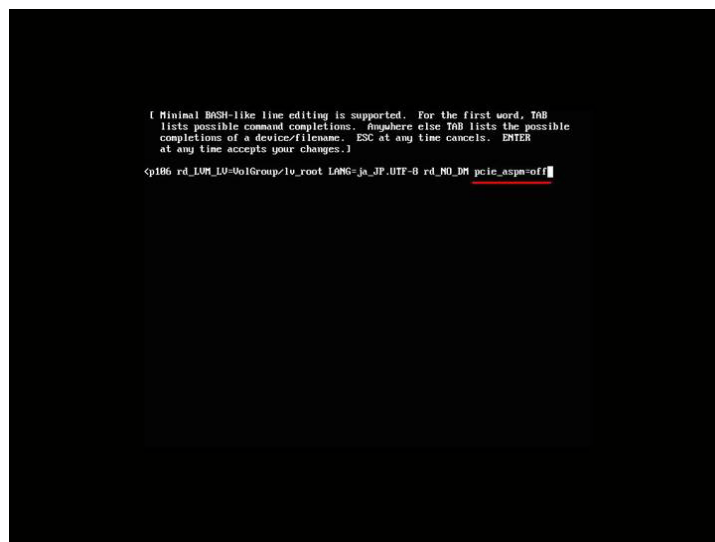 [ Minimal BASH-like line editing is supported.  For the first word, TAB
lists possible command completions.  Anywhere else TAB lists the possible
completions of a device/filename.  ESC at any time cancels.  ENTER
at any time accepts your changes.]
<p106 rd_LVM_LV=VolGroup/lv_root LANG=ja_JP.UTF-8 rd_NO_DM pcie_aspm=off